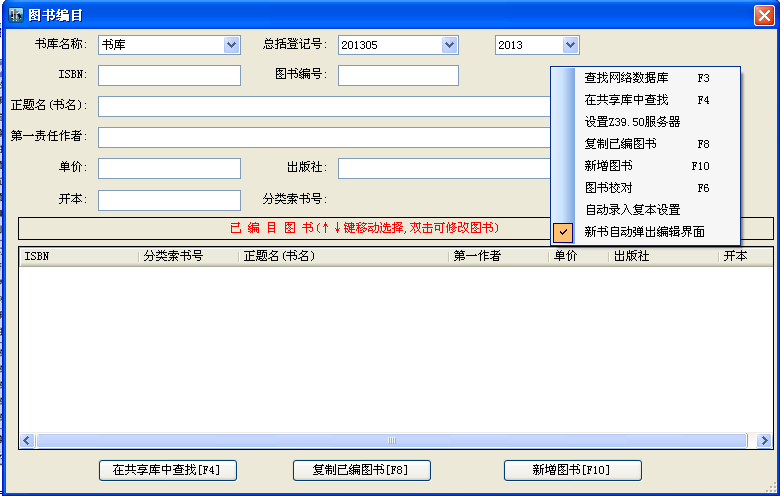 图书编目
书库名称: 书库 总括登记号: 201305 2013
ISBN: 图书编号:
正题名(书名):
第一责任作者:
单价: 出版社:
开本: 分类索书号:
查找网络数据库 F3
在共享库中查找 F4
设置Z39.50服务器
复制已编图书 F8
新增图书 F10
图书校对 F6
自动录入复本设置
新书自动弹出编辑界面
已 编 目 图 书(↑↓键移动选择,双击可修改图书)
ISBN 分类索书号 正题名(书名) 第一作者 单价 出版社 开本
在共享库中查找[F4] 复制已编图书[F8] 新增图书[F10]